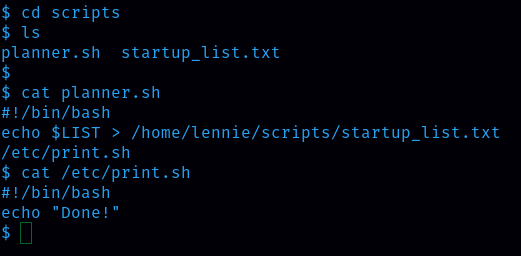 $ cd scripts
$ ls
planner.sh  startup_list.txt
$
$ cat planner.sh
#!/bin/bash
echo $LIST > /home/lennie/scripts/startup_list.txt
/etc/print.sh
$ cat /etc/print.sh
#!/bin/bash
echo "Done!"
$